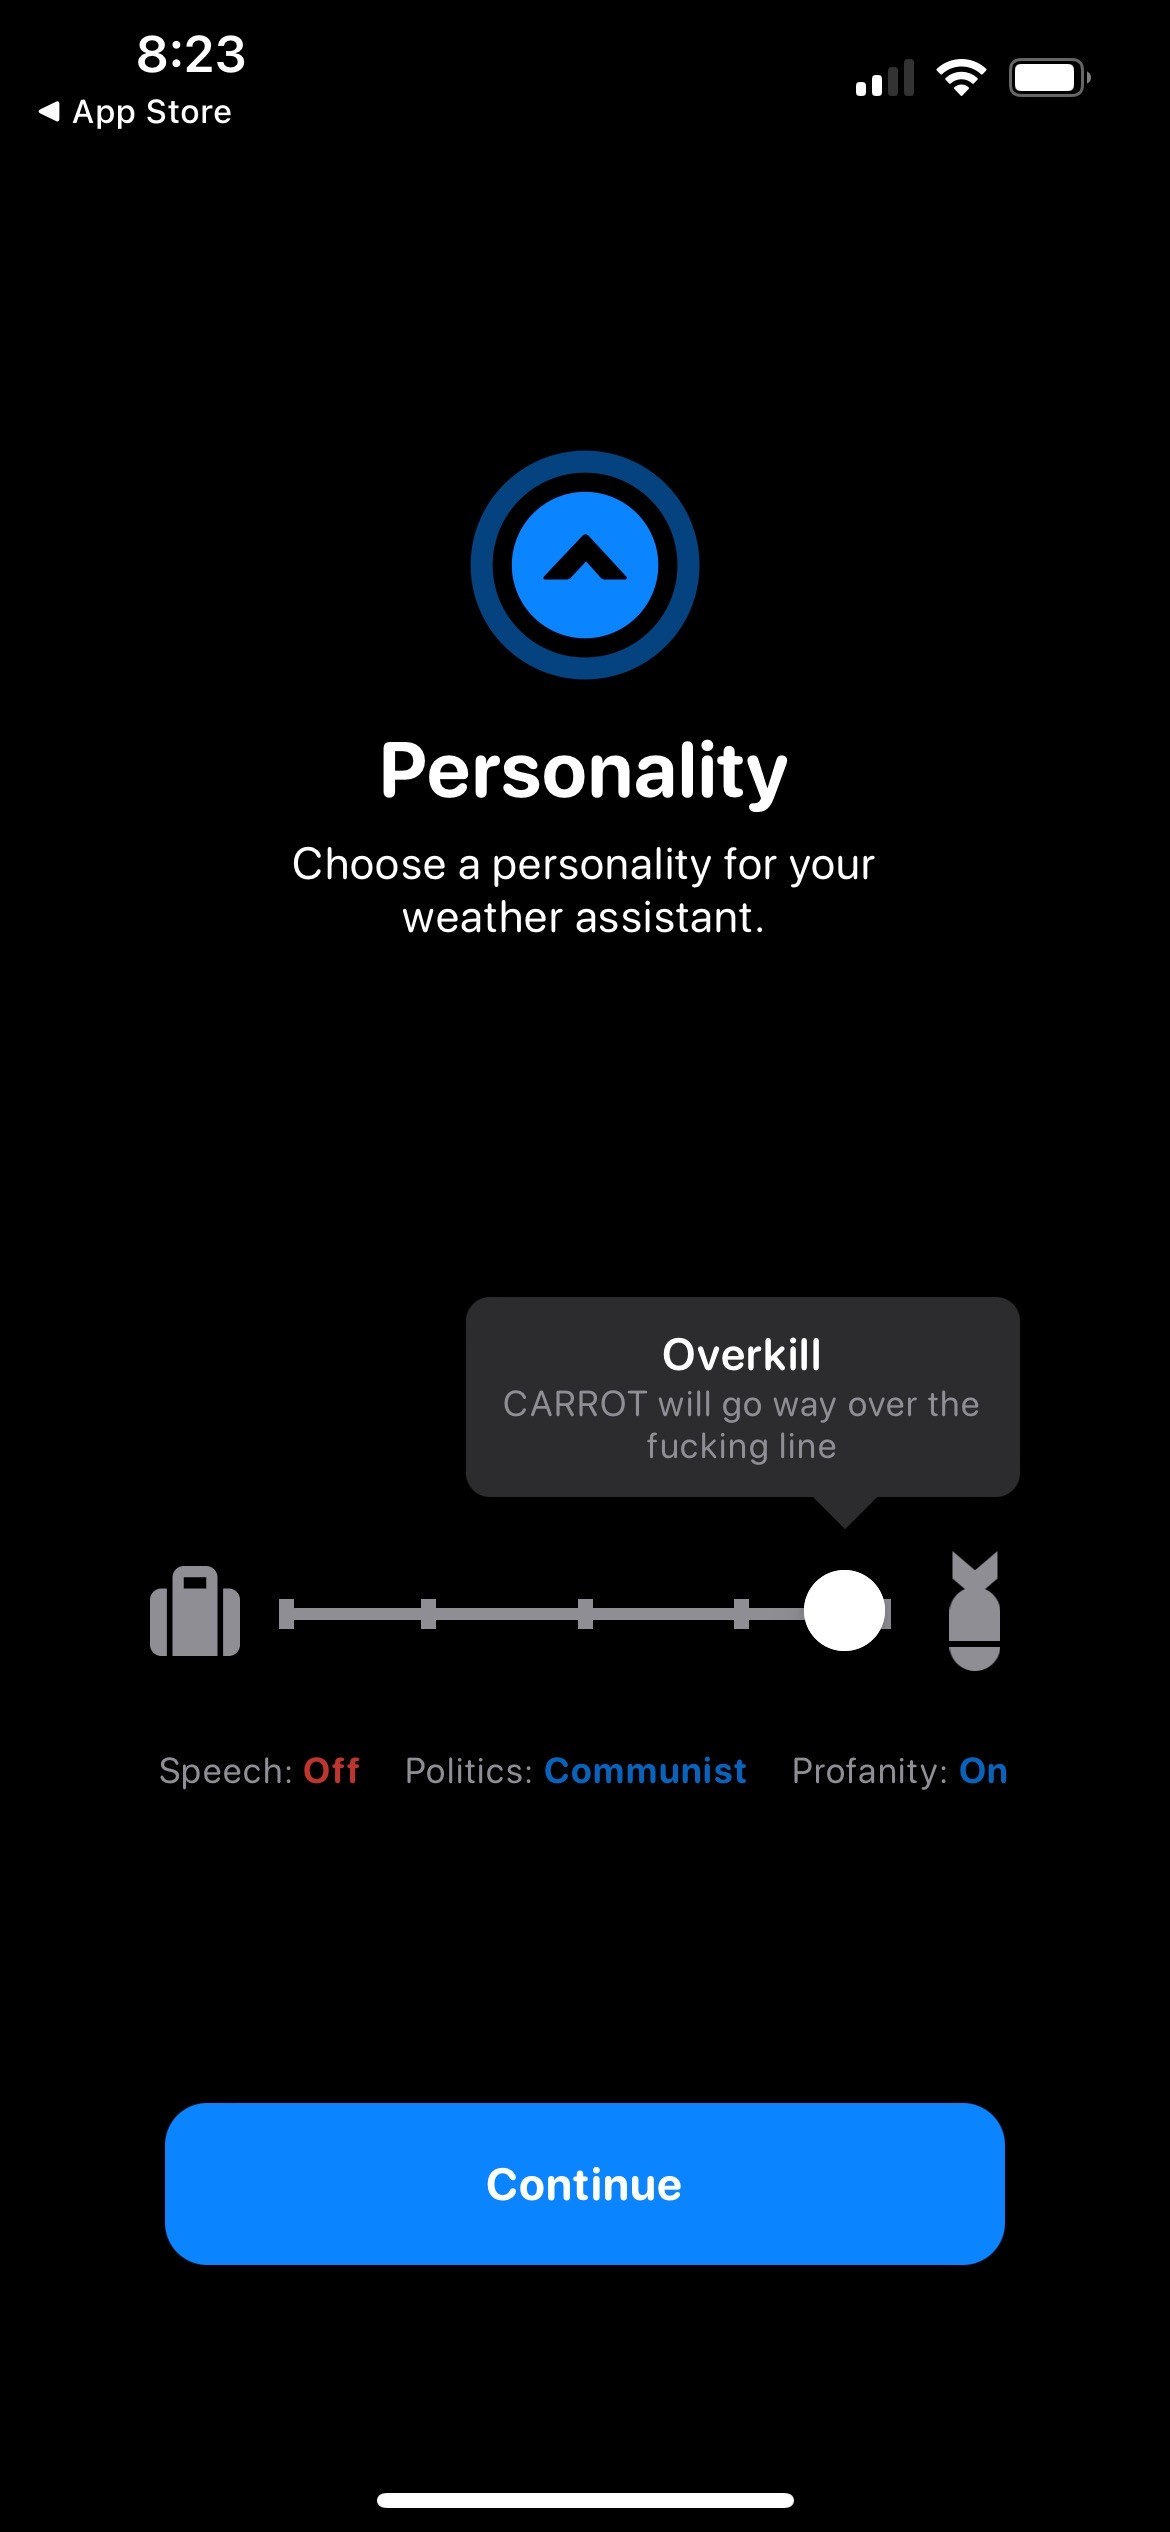 8:23
App Store
Personality
Choose a personality for your
weather assistant.
Overkill
CARROT will go way over the
fucking line
Speech: Off Politics: Communist Profanity: On
Continue